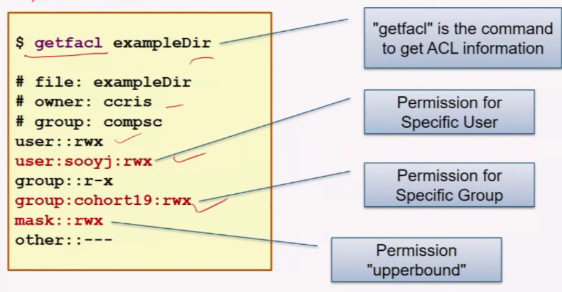 $ getfacl exampleDir
# file: exampleDir
# owner: ccris
# group: compsc
user::rwx
user:sooyj:rwx
group::r-x
group:cohort19:rwx
mask::rwx
other::---
"getfacl" is the command
to get ACL information
Permission for
Specific User
Permission for
Specific Group
Permission
"upperbound"